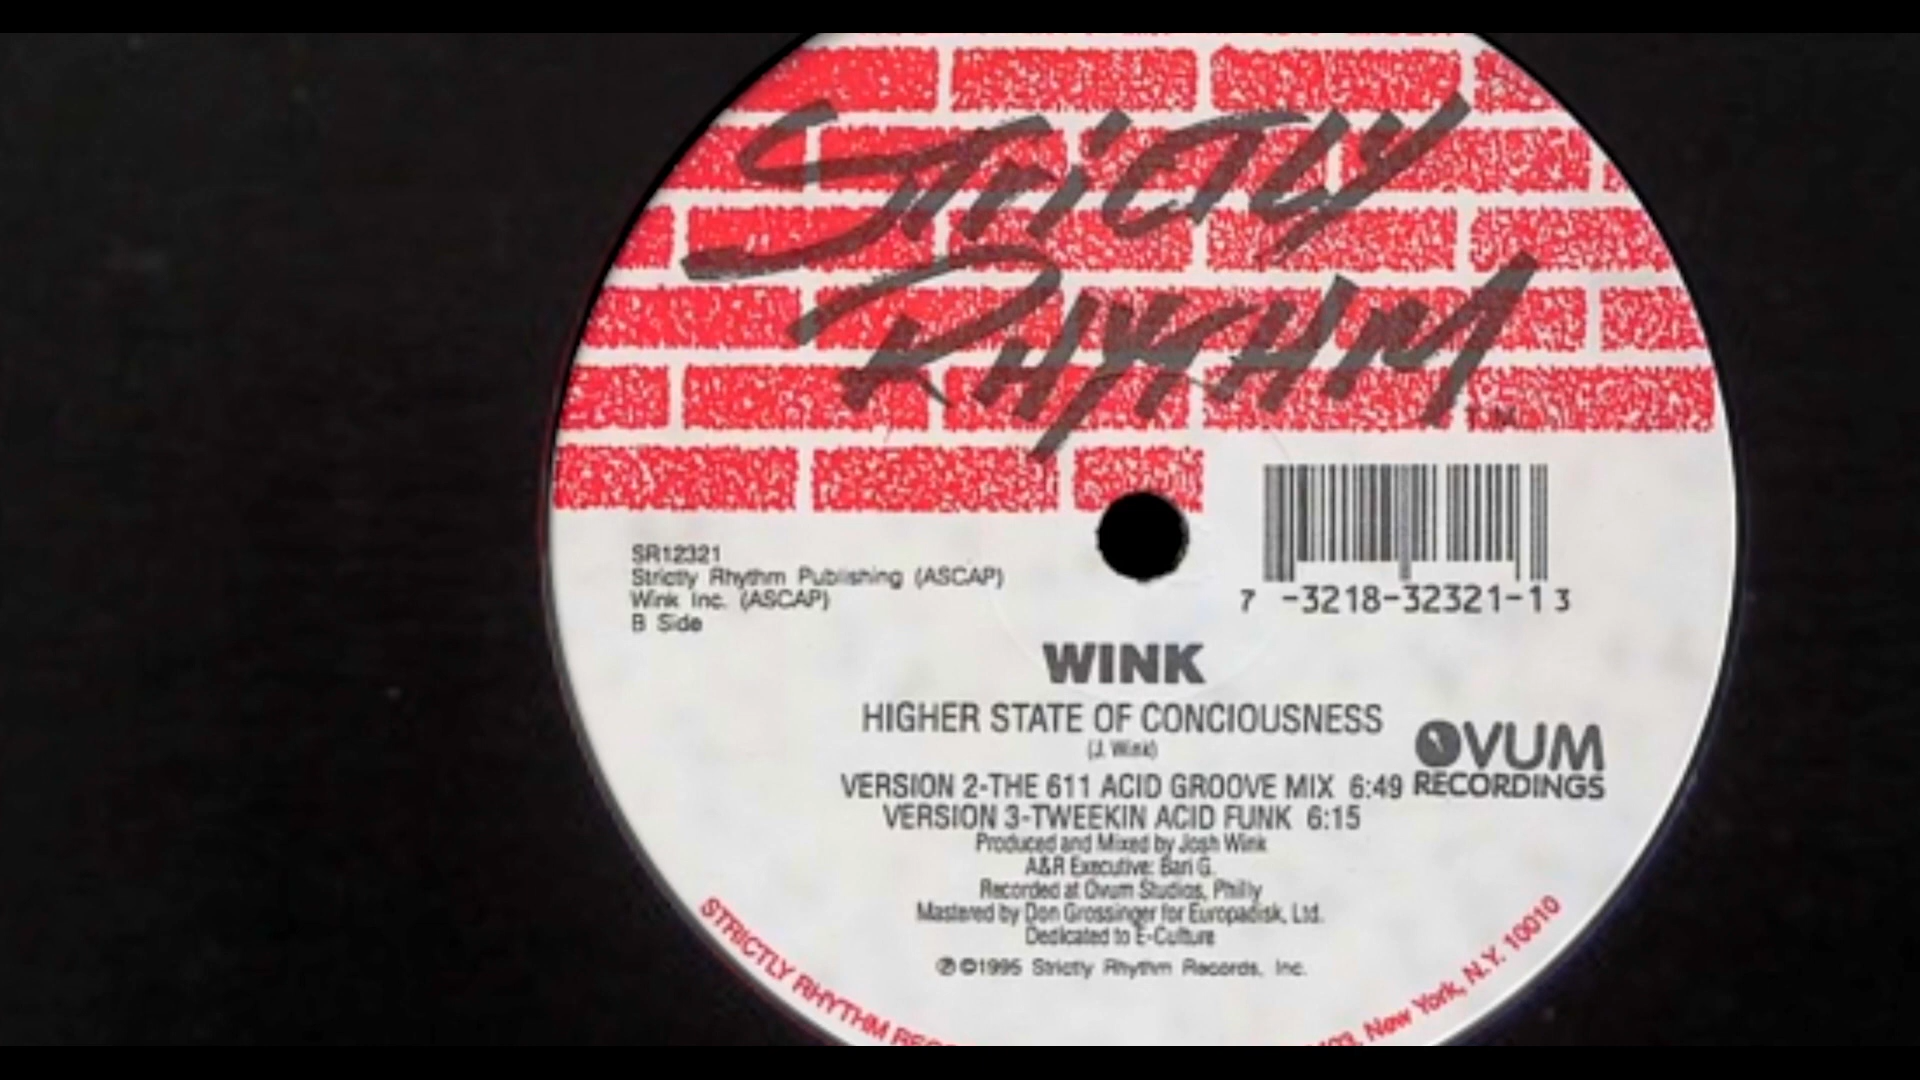 STRICTLY
RHYTHM
T.M.
7 -3218-32321-1 3
SR12321
Strictly Rhythm Publishing (ASCAP)
Wink Inc. (ASCAP)
B Side
WINK
HIGHER STATE OF CONCIOUSNESS
(J. Wink)
OVUM
RECORDINGS
VERSION 2-THE 611 ACID GROOVE MIX 6:49
VERSION 3-TWEEKIN ACID FUNK 6:15
Produced and Mixed by Josh Wink
A&R Executive: Bari G.
Recorded at Ovum Studios, Philly
Mastered by Don Grossinger for Europadisk, Ltd.
Dedicated to E-Culture
℗©1995 Strictly Rhythm Records, Inc.
STRICTLY RHYTHM
New York, N.Y. 10010